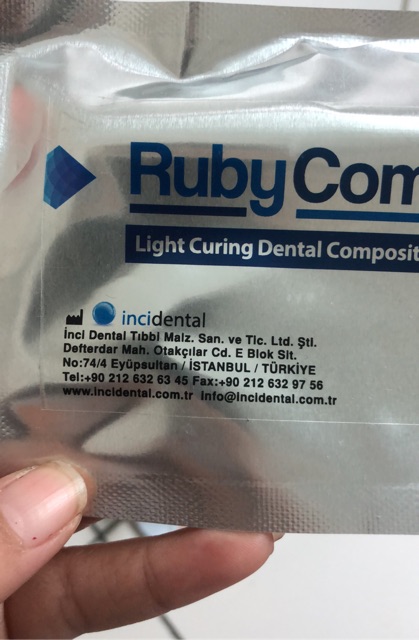 RubyCom
Light Curing Dental Composit
incidental
İnci Dental Tıbbi Malz. San. ve Tic. Ltd. Şti.
Defterdar Mah. Otakçılar Cd. E Blok Sit.
No:74/4 Eyüpsultan / İSTANBUL / TÜRKİYE
Tel:+90 212 632 63 45 Fax:+90 212 632 97 56
www.incidental.com.tr info@incidental.com.tr